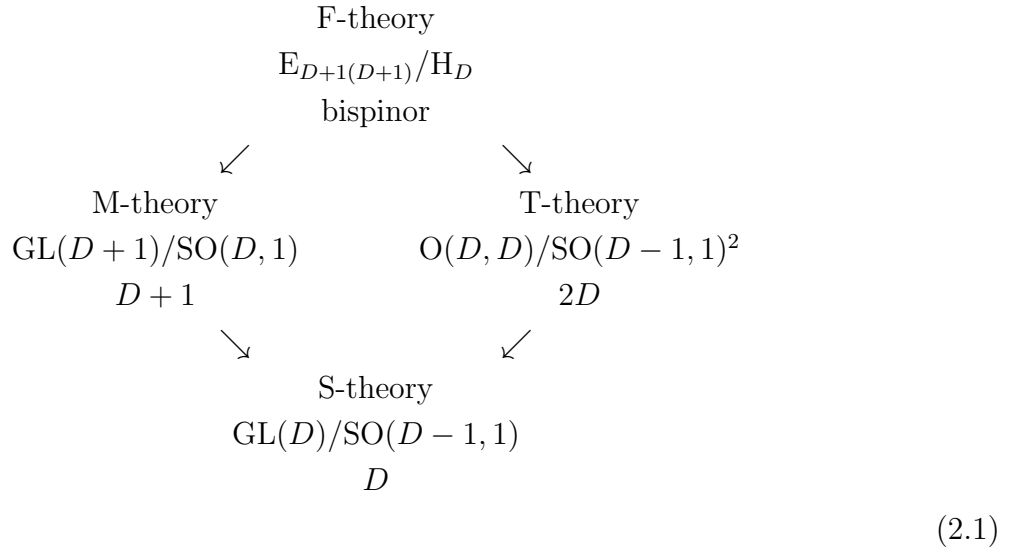 F-theory
E_{D+1(D+1)}/H_D
bispinor
↙ ↘
M-theory T-theory
GL(D + 1)/SO(D, 1) O(D, D)/SO(D − 1, 1)²
D + 1 2D
↘ ↙
S-theory
GL(D)/SO(D − 1, 1)
D
(2.1)